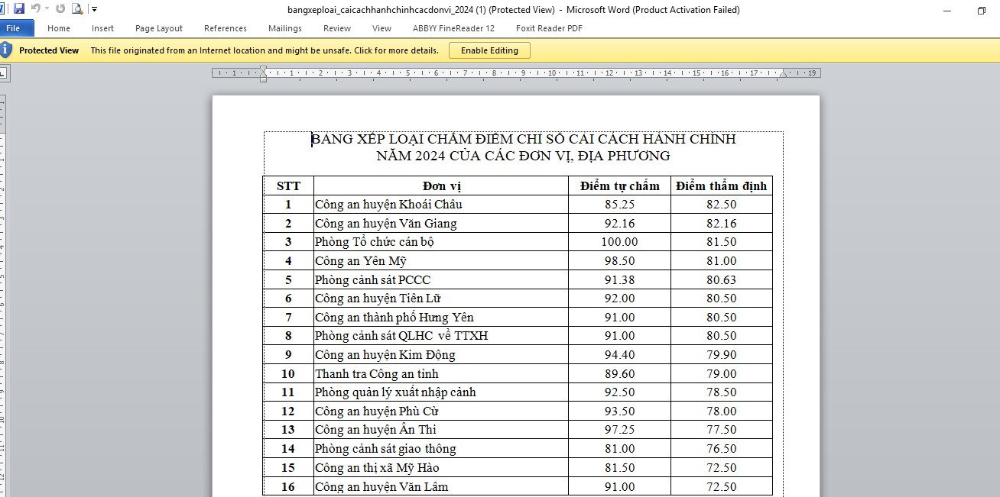 bangxeploai_caicachhanhchinhcacdonvi_2024 (1) (Protected View) - Microsoft Word (Product Activation Failed)
File Home Insert Page Layout References Mailings Review View ABBYY FineReader 12 Foxit Reader PDF
Protected View This file originated from an Internet location and might be unsafe. Click for more details. Enable Editing
1 1 2 3 4 5 6 7 8 9 10 11 12 13 14 15 16 17 19
BẢNG XẾP LOẠI CHẤM ĐIỂM CHỈ SỐ CẢI CÁCH HÀNH CHÍNH
NĂM 2024 CỦA CÁC ĐƠN VỊ, ĐỊA PHƯƠNG
STT Đơn vị Điểm tự chấm Điểm thẩm định
1 Công an huyện Khoái Châu 85.25 82.50
2 Công an huyện Văn Giang 92.16 82.16
3 Phòng Tổ chức cán bộ 100.00 81.50
4 Công an Yên Mỹ 98.50 81.00
5 Phòng cảnh sát PCCC 91.38 80.63
6 Công an huyện Tiên Lữ 92.00 80.50
7 Công an thành phố Hưng Yên 91.00 80.50
8 Phòng cảnh sát QLHC về TTXH 91.00 80.50
9 Công an huyện Kim Động 94.40 79.90
10 Thanh tra Công an tỉnh 89.60 79.00
11 Phòng quản lý xuất nhập cảnh 92.50 78.50
12 Công an huyện Phù Cừ 93.50 78.00
13 Công an huyện Ân Thi 97.25 77.50
14 Phòng cảnh sát giao thông 81.00 76.50
15 Công an thị xã Mỹ Hào 81.50 72.50
16 Công an huyện Văn Lâm 91.00 72.50